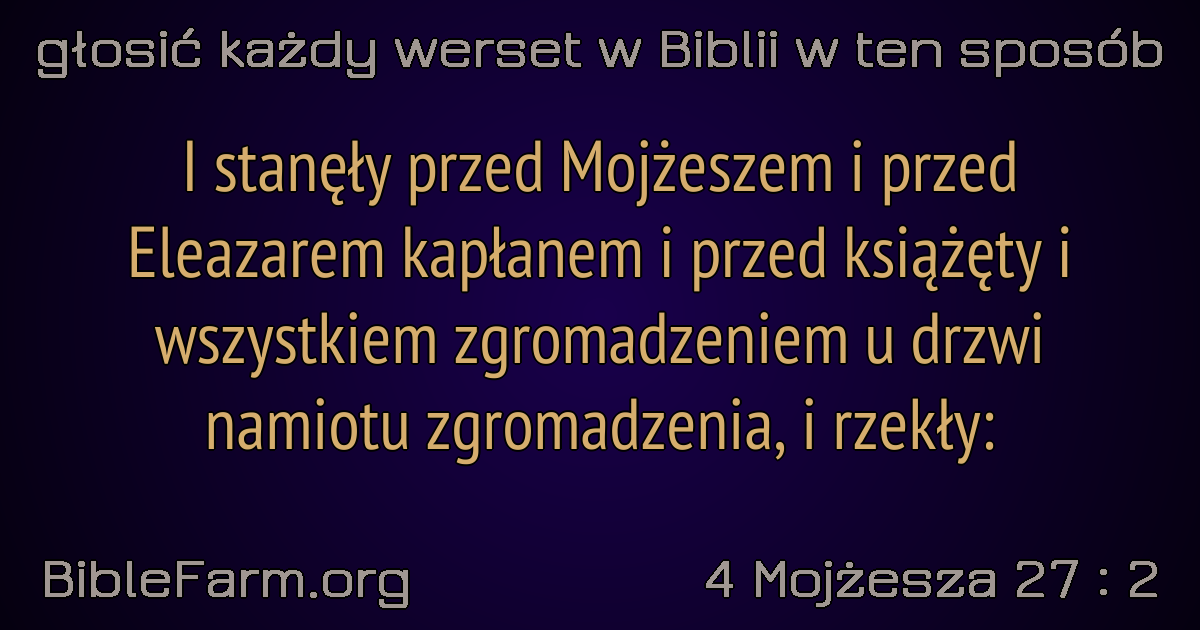 głosić każdy werset w Biblii w ten sposób
I stanęły przed Mojżeszem i przed
Eleazarem kapłanem i przed książęty i
wszystkiem zgromadzeniem u drzwi
namiotu zgromadzenia, i rzekły:
BibleFarm.org
4 Mojżesza 27 : 2